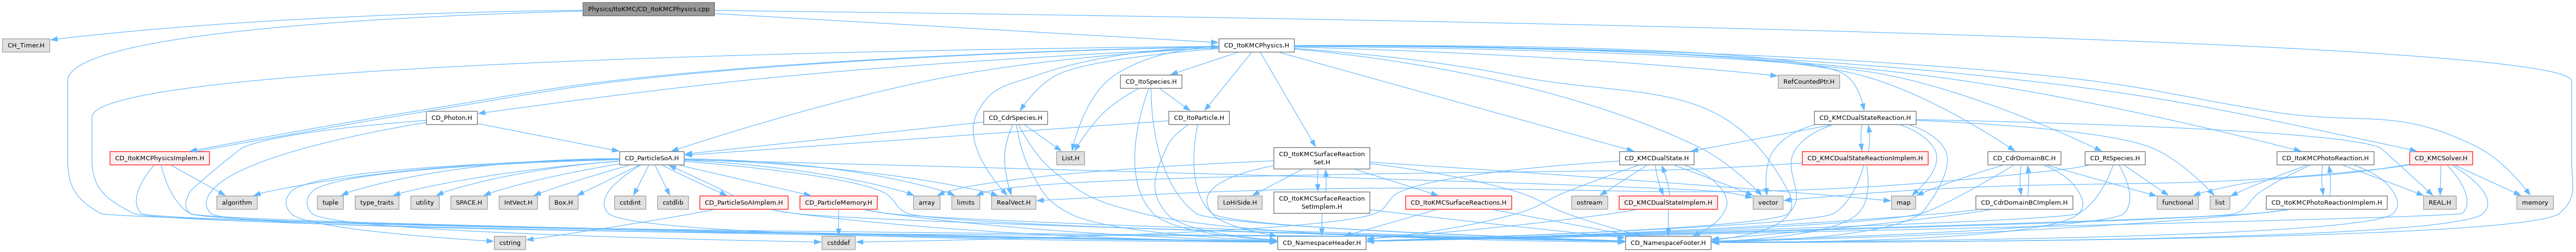 Physics/ItoKMC/CD_ItoKMCPhysics.cpp
CH_Timer.H
CD_ItoKMCPhysics.H
CD_ItoSpecies.H
RefCountedPtr.H
CD_Photon.H
CD_CdrSpecies.H
CD_ItoParticle.H
CD_KMCDualStateReaction.H
CD_ItoKMCPhysicsImplem.H
CD_ParticleSoA.H
List.H
CD_ItoKMCSurfaceReaction
Set.H
CD_KMCDualState.H
CD_KMCDualStateReactionImplem.H
CD_CdrDomainBC.H
CD_RtSpecies.H
CD_ItoKMCPhotoReaction.H
CD_KMCSolver.H
algorithm
tuple
type_traits
utility
SPACE.H
IntVect.H
Box.H
cstdint
cstdlib
CD_ParticleSoAImplem.H
CD_ParticleMemory.H
array
limits
RealVect.H
LoHiSide.H
CD_ItoKMCSurfaceReaction
SetImplem.H
CD_ItoKMCSurfaceReactions.H
ostream
CD_KMCDualStateImplem.H
vector
map
CD_CdrDomainBCImplem.H
functional
list
CD_ItoKMCPhotoReactionImplem.H
REAL.H
memory
cstring
cstddef
CD_NamespaceHeader.H
CD_NamespaceFooter.H